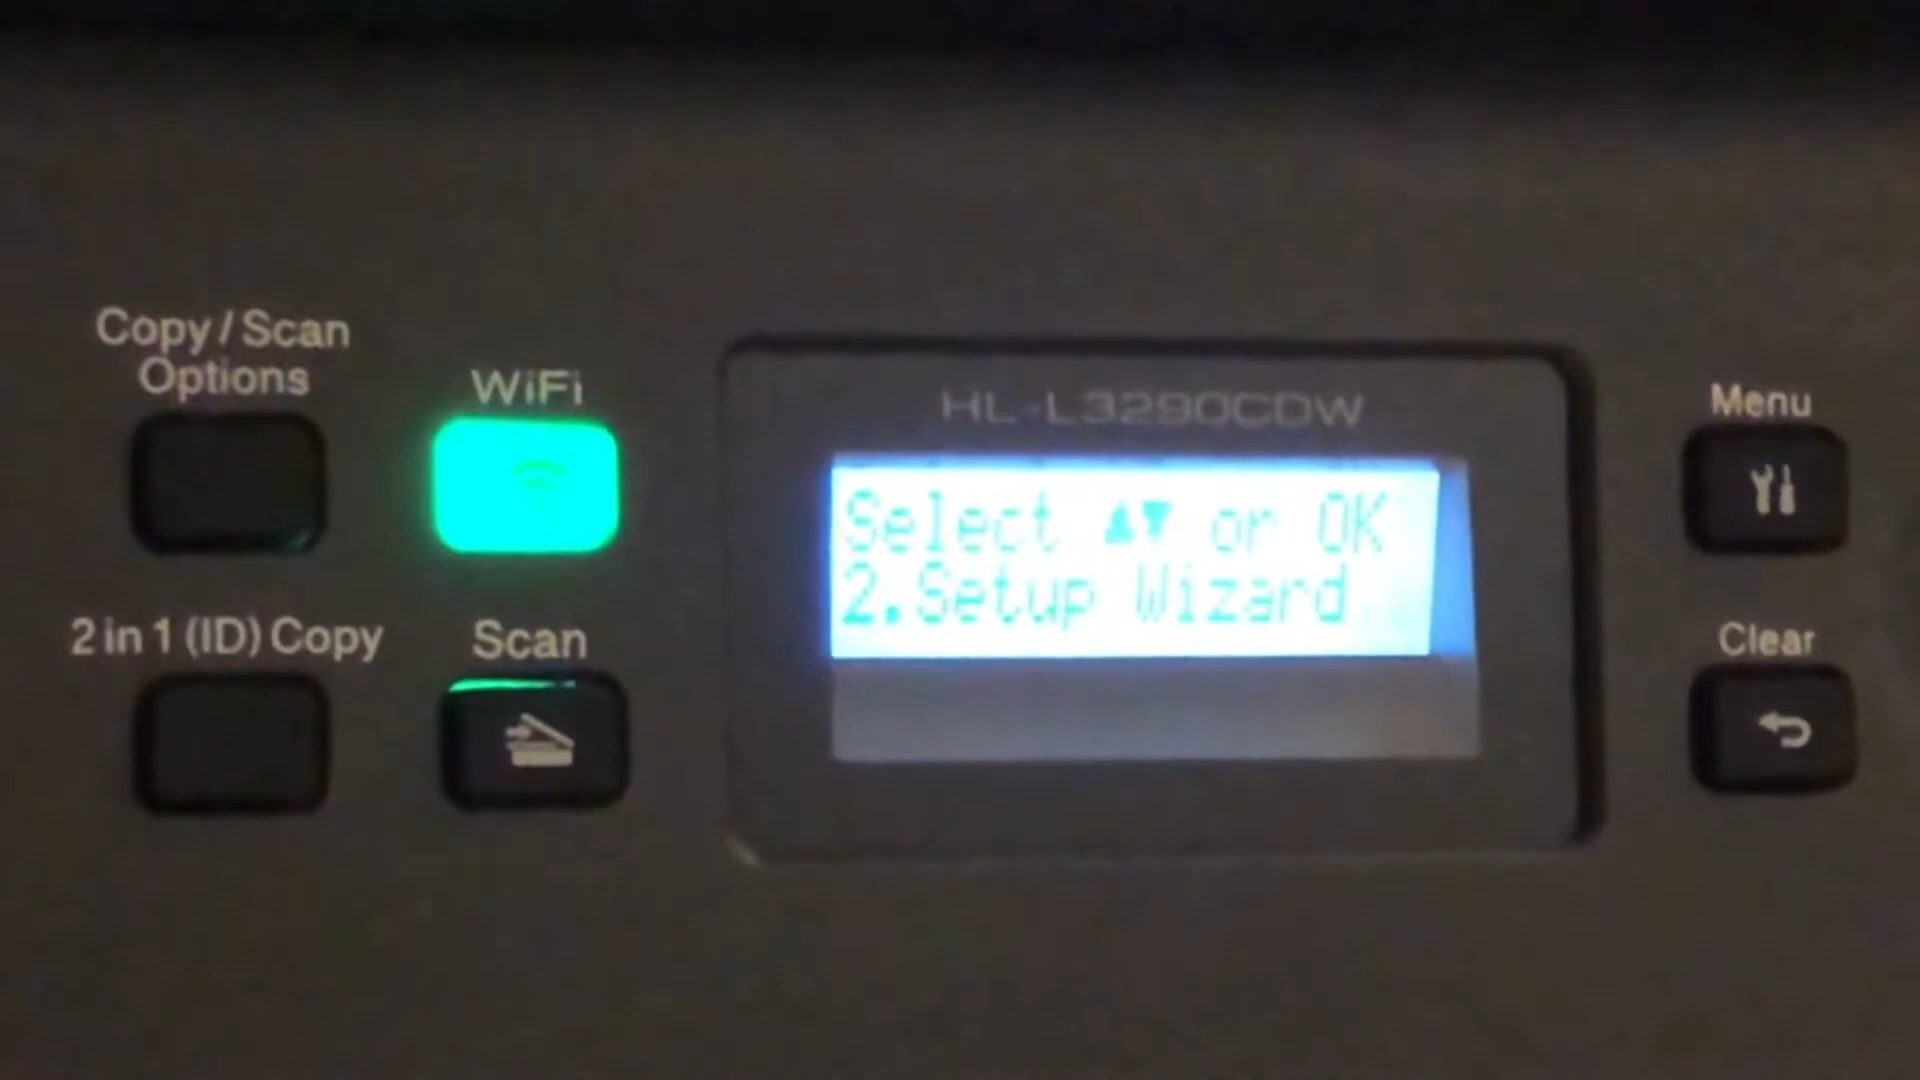 Copy / Scan
Options
WiFi
HL-L3290CDW
Menu
Select ▲▼ or OK
2.Setup Wizard
2 in 1 (ID) Copy
Scan
Clear